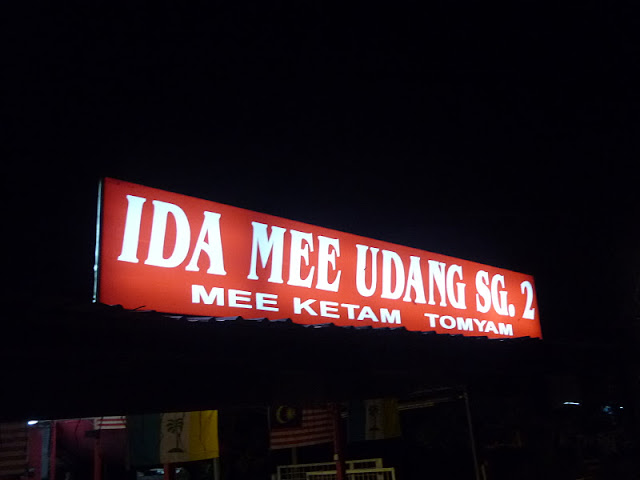 IDA MEE UDANG SG. 2
MEE KETAM TOMYAM